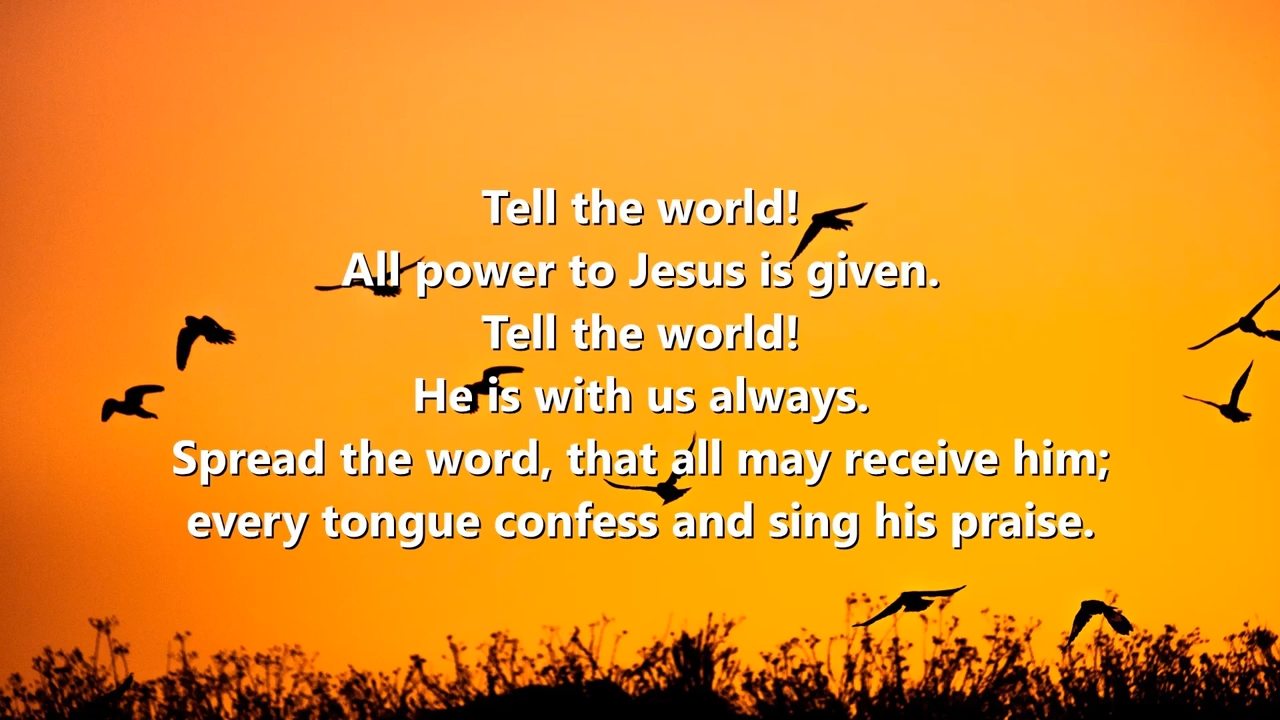 Tell the world!
All power to Jesus is given.
Tell the world!
He is with us always.
Spread the word, that all may receive him;
every tongue confess and sing his praise.